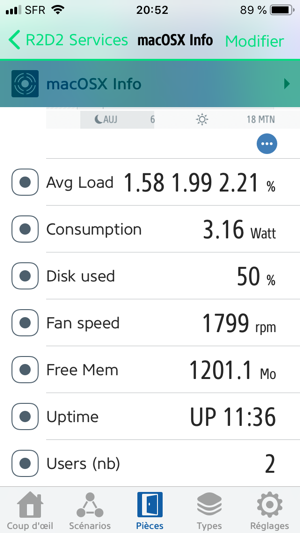 SFR 20:52 89 %
R2D2 Services macOSX Info Modifier
macOSX Info
AUJ 6 18 MTN
Avg Load 1.58 1.99 2.21 %
Consumption 3.16 Watt
Disk used 50 %
Fan speed 1799 rpm
Free Mem 1201.1 Mo
Uptime UP 11:36
Users (nb) 2
Coup d'œil Scénarios Pièces Types Réglages